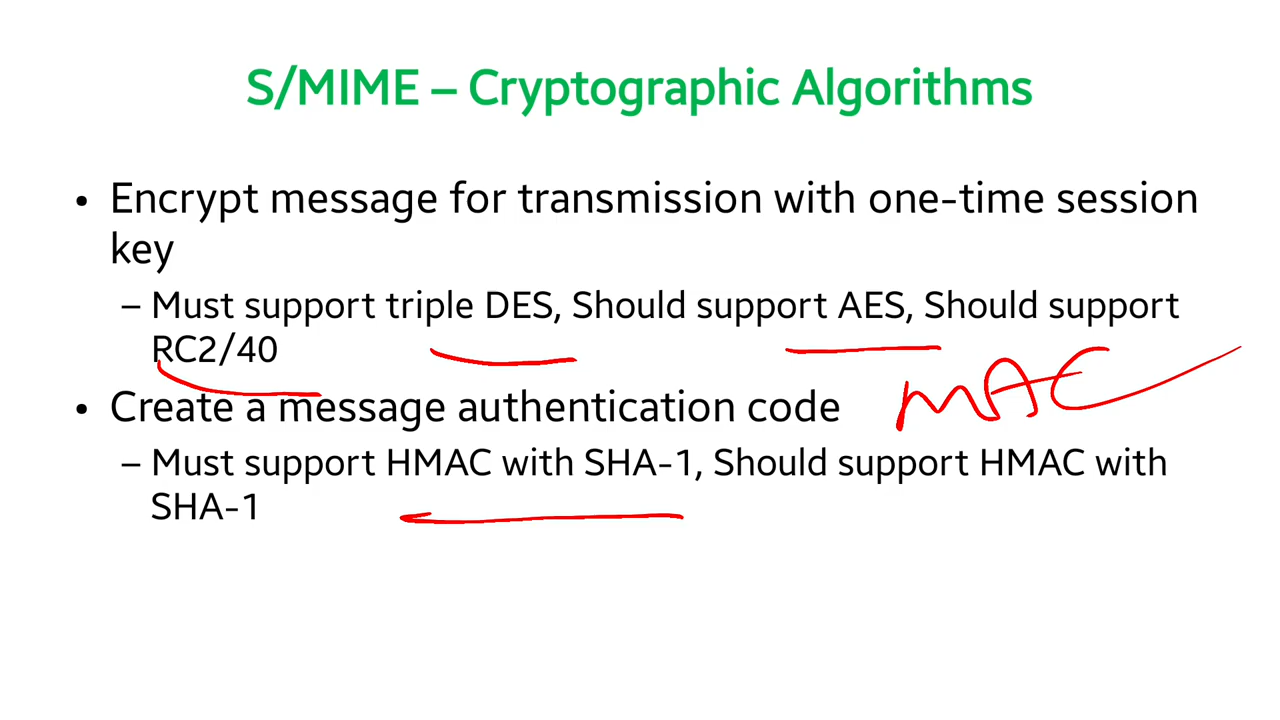 S/MIME – Cryptographic Algorithms
• Encrypt message for transmission with one-time session
key
– Must support triple DES, Should support AES, Should support
RC2/40
• Create a message authentication code MAC
– Must support HMAC with SHA-1, Should support HMAC with
SHA-1